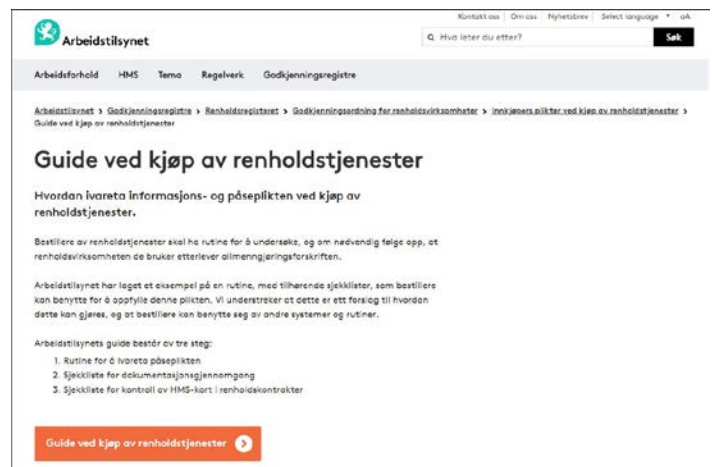 Kontakt oss Om oss Nyhetsbrev Select language aA
Arbeidstilsynet
Hva leter du etter?
Søk
Arbeidsforhold HMS Tema Regelverk Godkjenningsregistre
Arbeidstilsynet > Godkjenningsregistre > Renholdsregisteret > Godkjenningsordning for renholdsvirksomheter > Innkjøpers plikter ved kjøp av renholdstjenester >
Guide ved kjøp av renholdstjenester
Guide ved kjøp av renholdstjenester
Hvordan ivareta informasjons- og påseplikten ved kjøp av
renholdstjenester.
Bestillere av renholdstjenester skal ha rutine for å undersøke, og om nødvendig følge opp, at
renholdsvirksomheten de bruker etterlever allmenngjøringsforskriften.
Arbeidstilsynet har laget et eksempel på en rutine, med tilhørende sjekklister, som bestillere
kan benytte for å oppfylle denne plikten. Vi understreker at dette er ett forslag til hvordan
dette kan gjøres, og at bestillere kan benytte seg av andre systemer og rutiner.
Arbeidstilsynets guide består av tre steg:
1. Rutine for å ivareta påseplikten
2. Sjekkliste for dokumentasjonsgjennomgang
3. Sjekkliste for kontroll av HMS-kort i renholdskontrakter
Guide ved kjøp av renholdstjenester